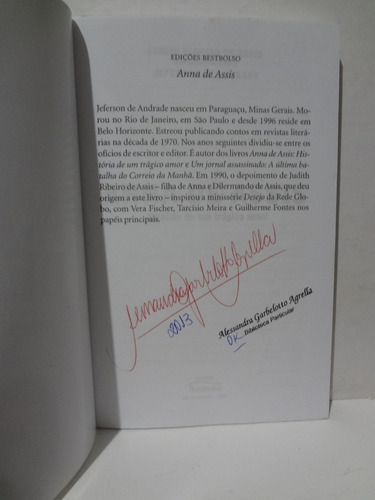 EDIÇÕES BESTBOLSO
Anna de Assis
Jeferson de Andrade nasceu em Paraguaçu, Minas Gerais. Mo-
rou no Rio de Janeiro, em São Paulo e desde 1996 reside em
Belo Horizonte. Estreou publicando contos em revistas literá-
rias na década de 1970. Nos anos seguintes dividiu-se entre os
ofícios de escritor e editor. É autor dos livros Anna de Assis: His-
tória de um trágico amor e Um jornal assassinado: A última ba-
talha do Correio da Manhã. Em 1990, o depoimento de Judith
Ribeiro de Assis – filha de Anna e Dilermando de Assis, que deu
origem a este livro – inspirou a minissérie Desejo da Rede Glo-
bo, com Vera Fischer, Tarcísio Meira e Guilherme Fontes nos
papéis principais.
2013
Alessandra Garbelotto Agrella
OK Biblioteca Particular